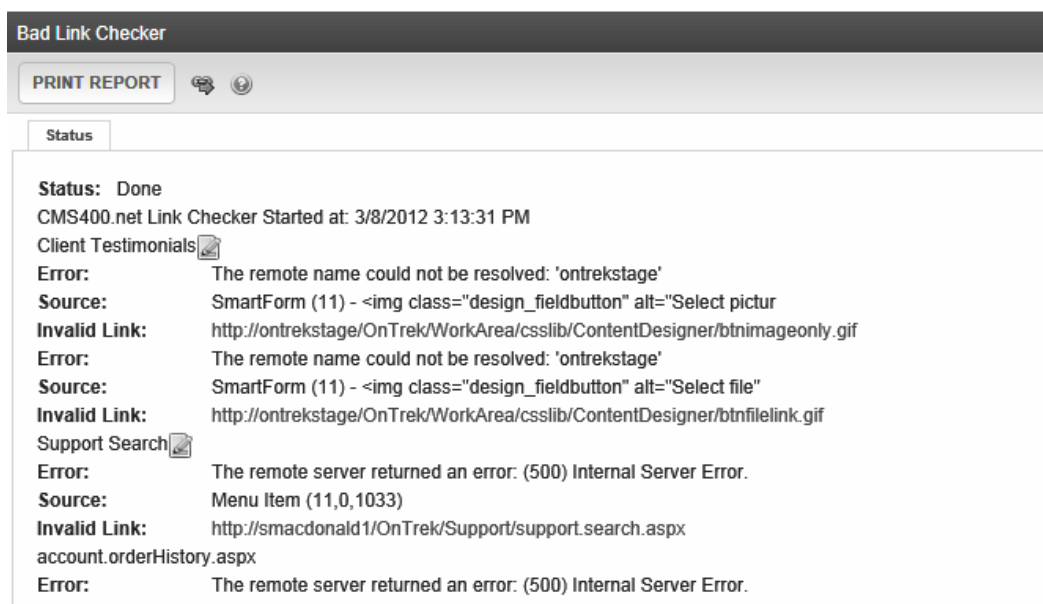 Bad Link Checker
PRINT REPORT
Status
Status: Done
CMS400.net Link Checker Started at: 3/8/2012 3:13:31 PM
Client Testimonials
Error: The remote name could not be resolved: 'ontrekstage'
Source: SmartForm (11) - <img class="design_fieldbutton" alt="Select pictur
Invalid Link: http://ontrekstage/OnTrek/WorkArea/csslib/ContentDesigner/btnimageonly.gif
Error: The remote name could not be resolved: 'ontrekstage'
Source: SmartForm (11) - <img class="design_fieldbutton" alt="Select file"
Invalid Link: http://ontrekstage/OnTrek/WorkArea/csslib/ContentDesigner/btnfilelink.gif
Support Search
Error: The remote server returned an error: (500) Internal Server Error.
Source: Menu Item (11,0,1033)
Invalid Link: http://smacdonald1/OnTrek/Support/support.search.aspx
account.orderHistory.aspx
Error: The remote server returned an error: (500) Internal Server Error.